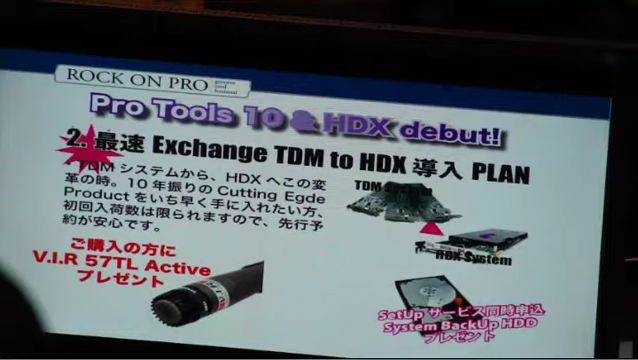 ROCK ON PRO
Pro Tools 10 & HDX debut!
2. 最速 Exchange TDM to HDX 導入 PLAN
TDM システムから、HDX へこの変
革の時。10年振りの Cutting Egde
Product をいち早く手に入れたい方、
初回入荷数は限られますので、先行予
約が安心です。
TDM
HDX System
ご購入の方に
V.I.R 57TL Active
プレゼント
SetUp サービス同時申込
System BackUp HDD
プレゼント